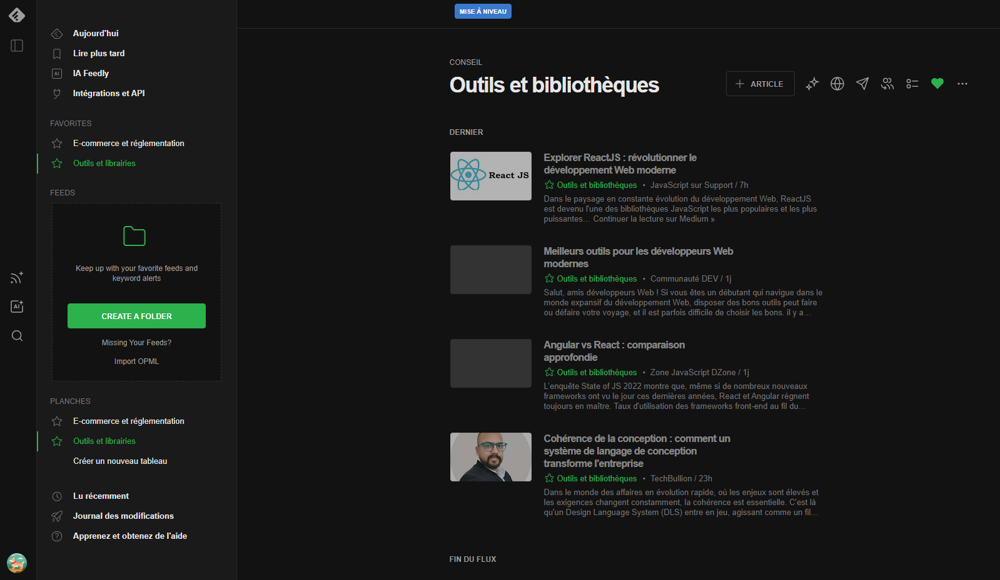 MISE À NIVEAU
Aujourd'hui
Lire plus tard
AI
IA Feedly
Intégrations et API
FAVORITES
E-commerce et réglementation
Outils et librairies
FEEDS
Keep up with your favorite feeds and
keyword alerts
CREATE A FOLDER
Missing Your Feeds?
Import OPML
AI
PLANCHES
E-commerce et réglementation
Outils et librairies
Créer un nouveau tableau
Lu récemment
Journal des modifications
Apprenez et obtenez de l'aide
CONSEIL
Outils et bibliothèques
ARTICLE
DERNIER
React JS
Explorer ReactJS : révolutionner le
développement Web moderne
Outils et bibliothèques • JavaScript sur Support / 7h
Dans le paysage en constante évolution du développement Web, ReactJS
est devenu l'une des bibliothèques JavaScript les plus populaires et les plus
puissantes… Continuer la lecture sur Medium »
Meilleurs outils pour les développeurs Web
modernes
Outils et bibliothèques • Communauté DEV / 1j
Salut, amis développeurs Web ! Si vous êtes un débutant qui navigue dans le
monde expansif du développement Web, disposer des bons outils peut faire
ou défaire votre voyage, et il est parfois difficile de choisir les bons. il y a…
Angular vs React : comparaison
approfondie
Outils et bibliothèques • Zone JavaScript DZone / 1j
L'enquête State of JS 2022 montre que, même si de nombreux nouveaux
frameworks ont vu le jour ces dernières années, React et Angular règnent
toujours en maître. Taux d'utilisation des frameworks front-end au fil du…
Cohérence de la conception : comment un
système de langage de conception
transforme l'entreprise
Outils et bibliothèques • TechBullion / 23h
Dans le monde des affaires en évolution rapide, où les enjeux sont élevés et
les exigences changent constamment, la cohérence est essentielle. C'est là
qu'un Design Language System (DLS) entre en jeu, agissant comme un fil…
FIN DU FLUX